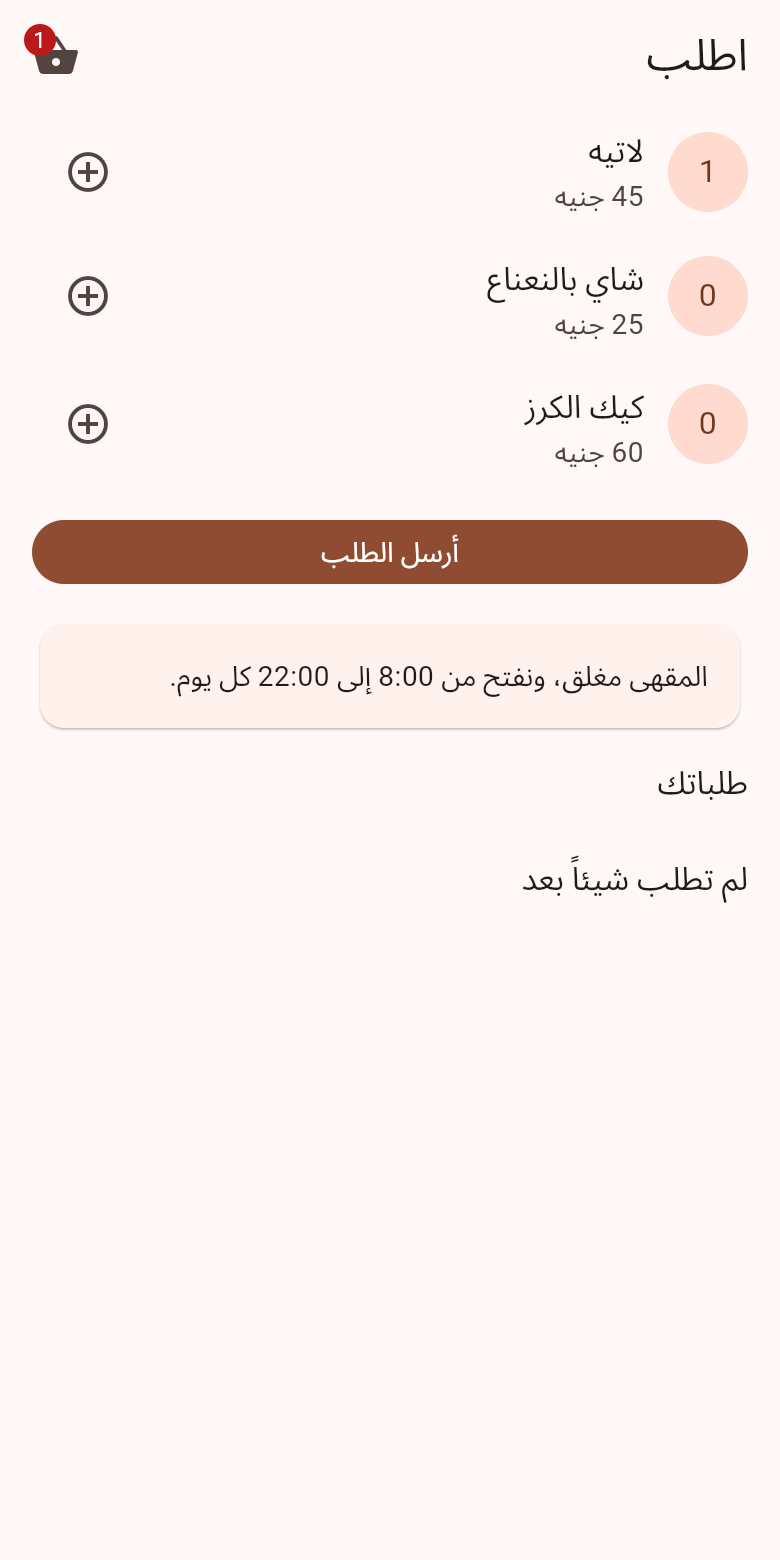 اطلب
1
1
لاتيه
45 جنيه
0
شاي بالنعناع
25 جنيه
0
كيك الكرز
60 جنيه
أرسل الطلب
المقهى مغلق، ونفتح من 8:00 إلى 22:00 كل يوم.
طلباتك
لم تطلب شيئاً بعد